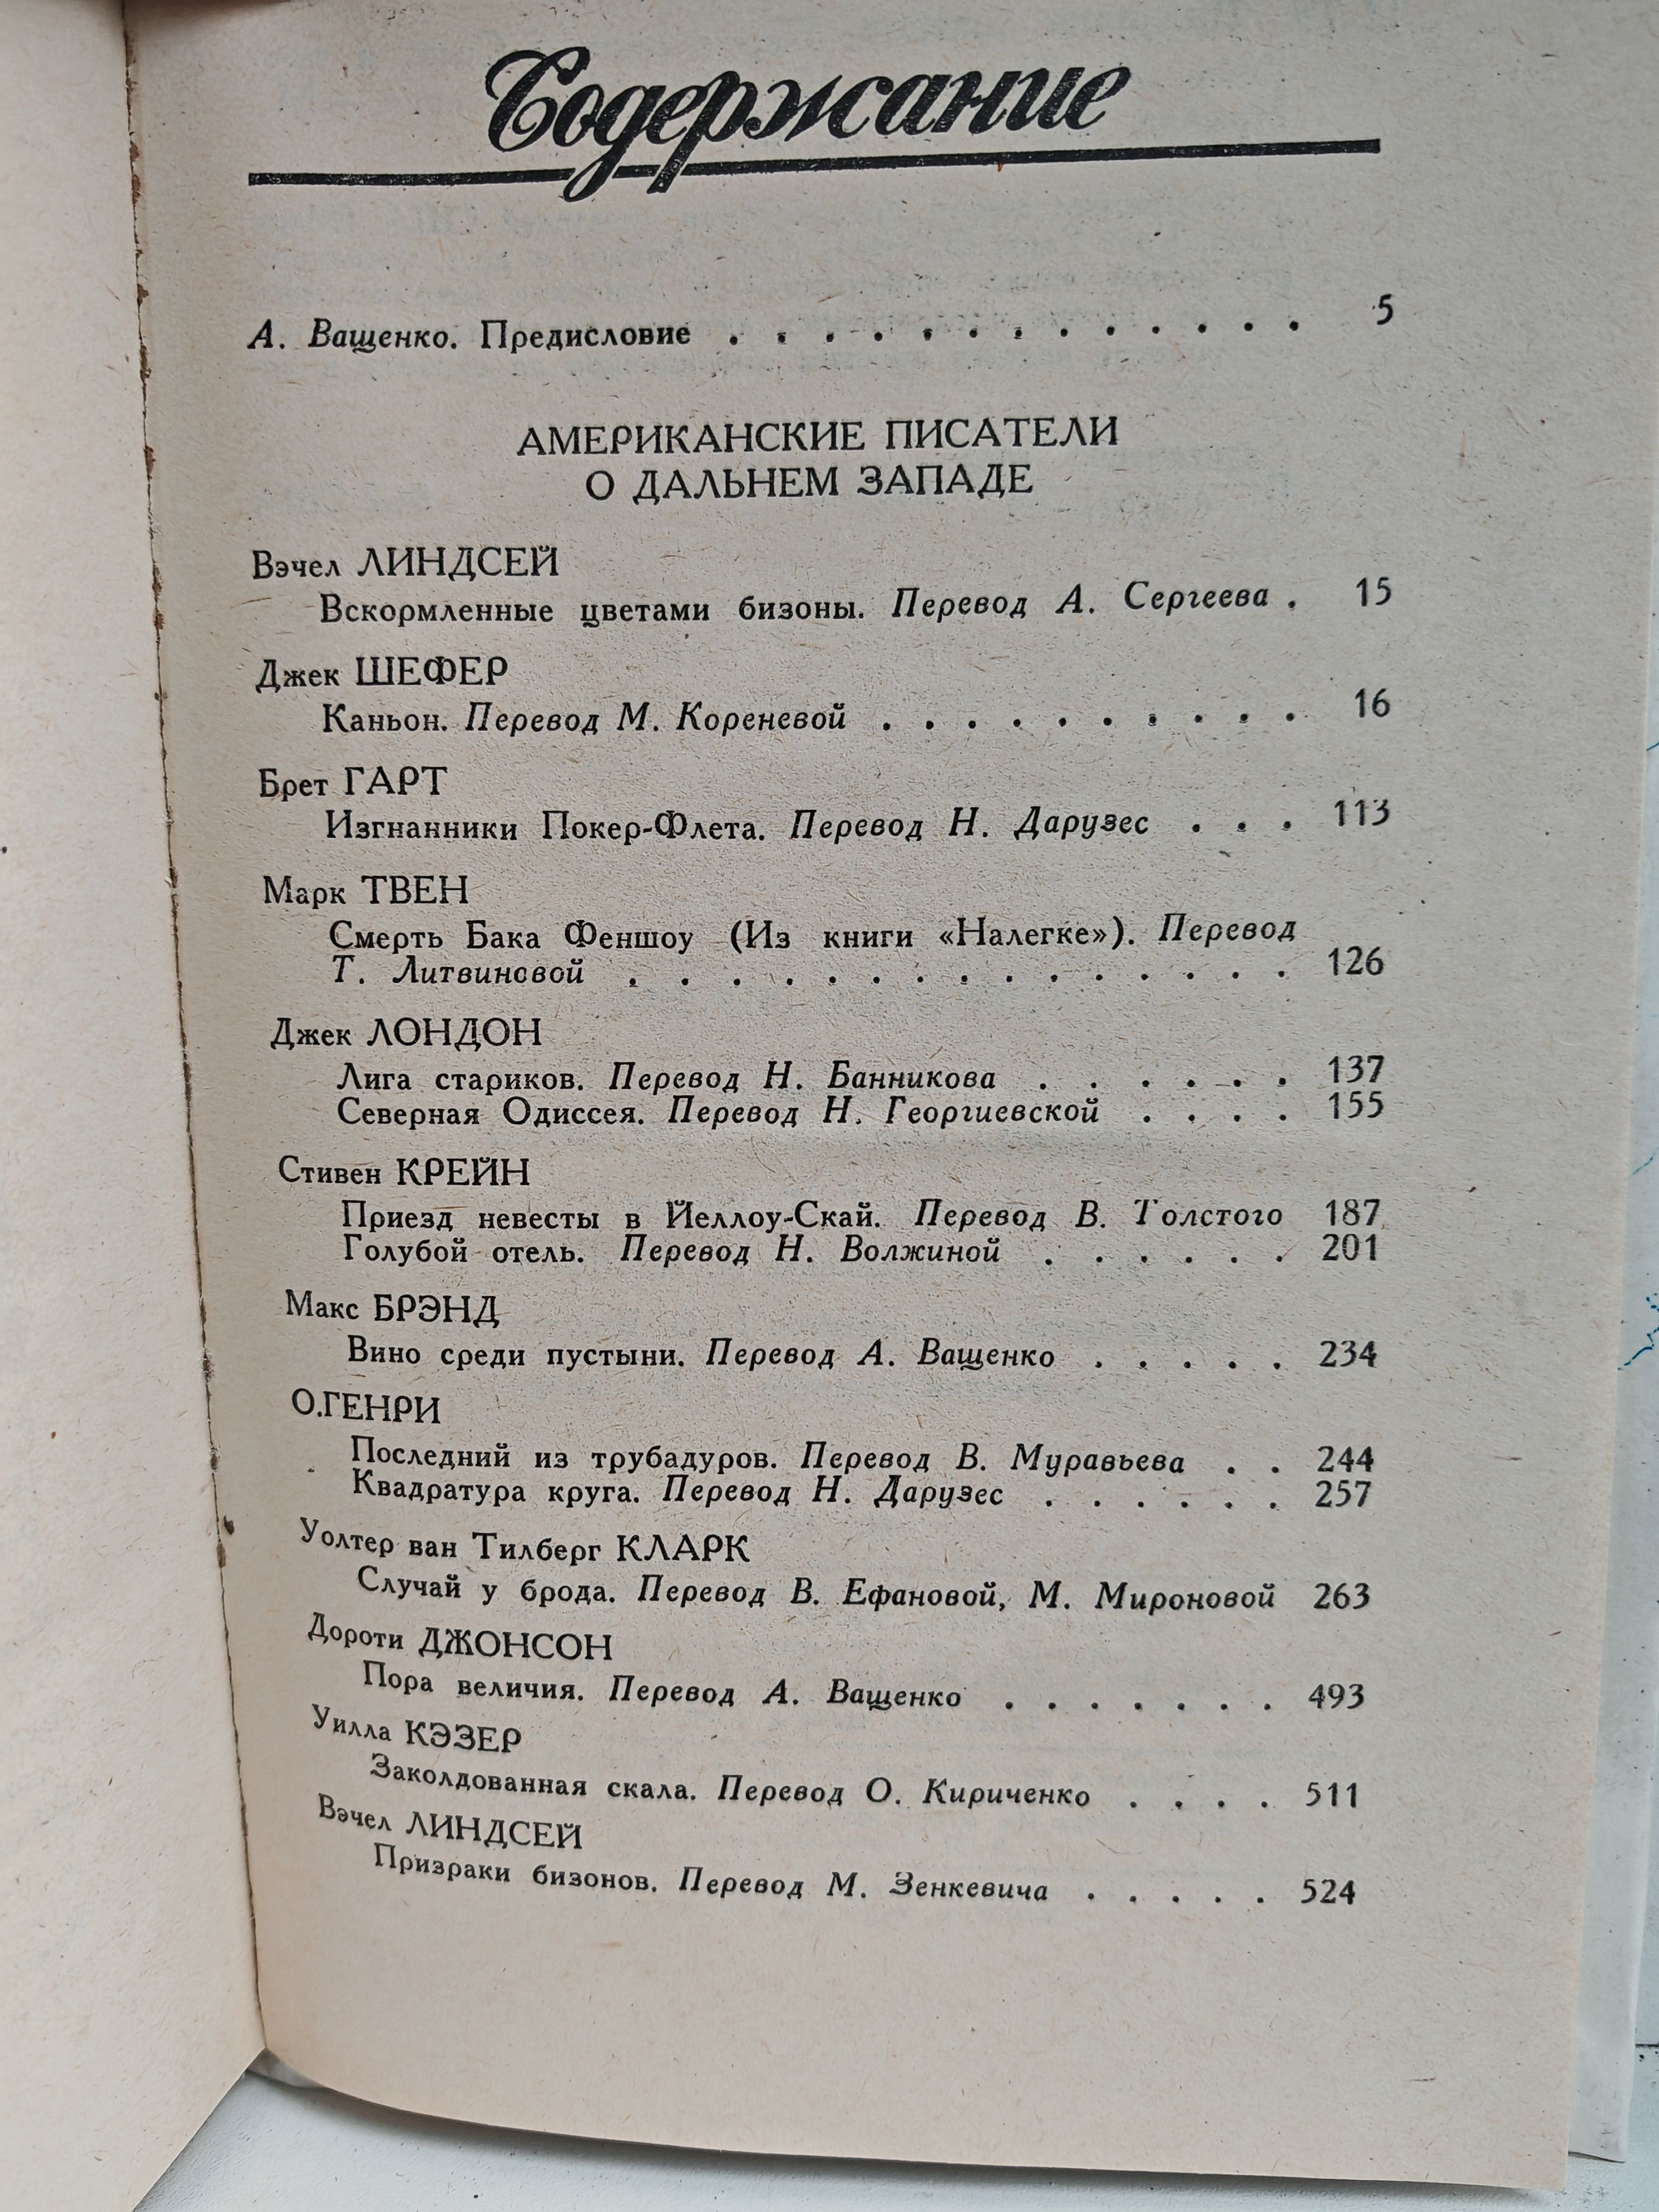 Содержание
А. Ващенко. Предисловие . . . . . . . . . . . . . 5
АМЕРИКАНСКИЕ ПИСАТЕЛИ
О ДАЛЬНЕМ ЗАПАДЕ
Вэчел ЛИНДСЕЙ
Вскормленные цветами бизоны. Перевод А. Сергеева . 15
Джек ШЕФЕР
Каньон. Перевод М. Кореневой . . . . . . . . . . 16
Брет ГАРТ
Изгнанники Покер-Флета. Перевод Н. Дарузес . . . 113
Марк ТВЕН
Смерть Бака Феншоу (Из книги «Налегке»). Перевод
Т. Литвиновой . . . . . . . . . . . . . . 126
Джек ЛОНДОН
Лига стариков. Перевод Н. Банникова . . . . . . 137
Северная Одиссея. Перевод Н. Георгиевской . . . . 155
Стивен КРЕЙН
Приезд невесты в Йеллоу-Скай. Перевод В. Толстого 187
Голубой отель. Перевод Н. Волжиной . . . . . . 201
Макс БРЭНД
Вино среди пустыни. Перевод А. Ващенко . . . . . 234
О.ГЕНРИ
Последний из трубадуров. Перевод В. Муравьева . . 244
Квадратура круга. Перевод Н. Дарузес . . . . . . 257
Уолтер ван Тилберг КЛАРК
Случай у брода. Перевод В. Ефановой, М. Мироновой 263
Дороти ДЖОНСОН
Пора величия. Перевод А. Ващенко . . . . . . . 493
Уилла КЭЗЕР
Заколдованная скала. Перевод О. Кириченко . . . . 511
Вэчел ЛИНДСЕЙ
Призраки бизонов. Перевод М. Зенкевича . . . . . 524